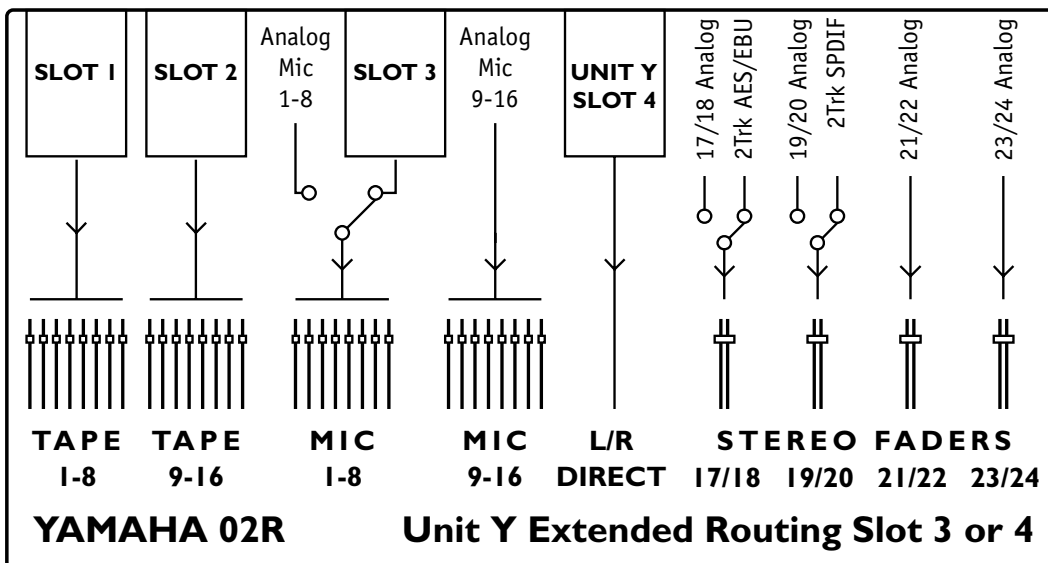 SLOT 1
SLOT 2
Analog
Mic
1-8
SLOT 3
Analog
Mic
9-16
UNIT Y
SLOT 4
17/18 Analog
2Trk AES/EBU
19/20 Analog
2Trk SPDIF
21/22 Analog
23/24 Analog
TAPE
1-8
TAPE
9-16
MIC
1-8
MIC
9-16
L/R
DIRECT
STEREO FADERS
17/18 19/20 21/22 23/24
YAMAHA 02R
Unit Y Extended Routing Slot 3 or 4